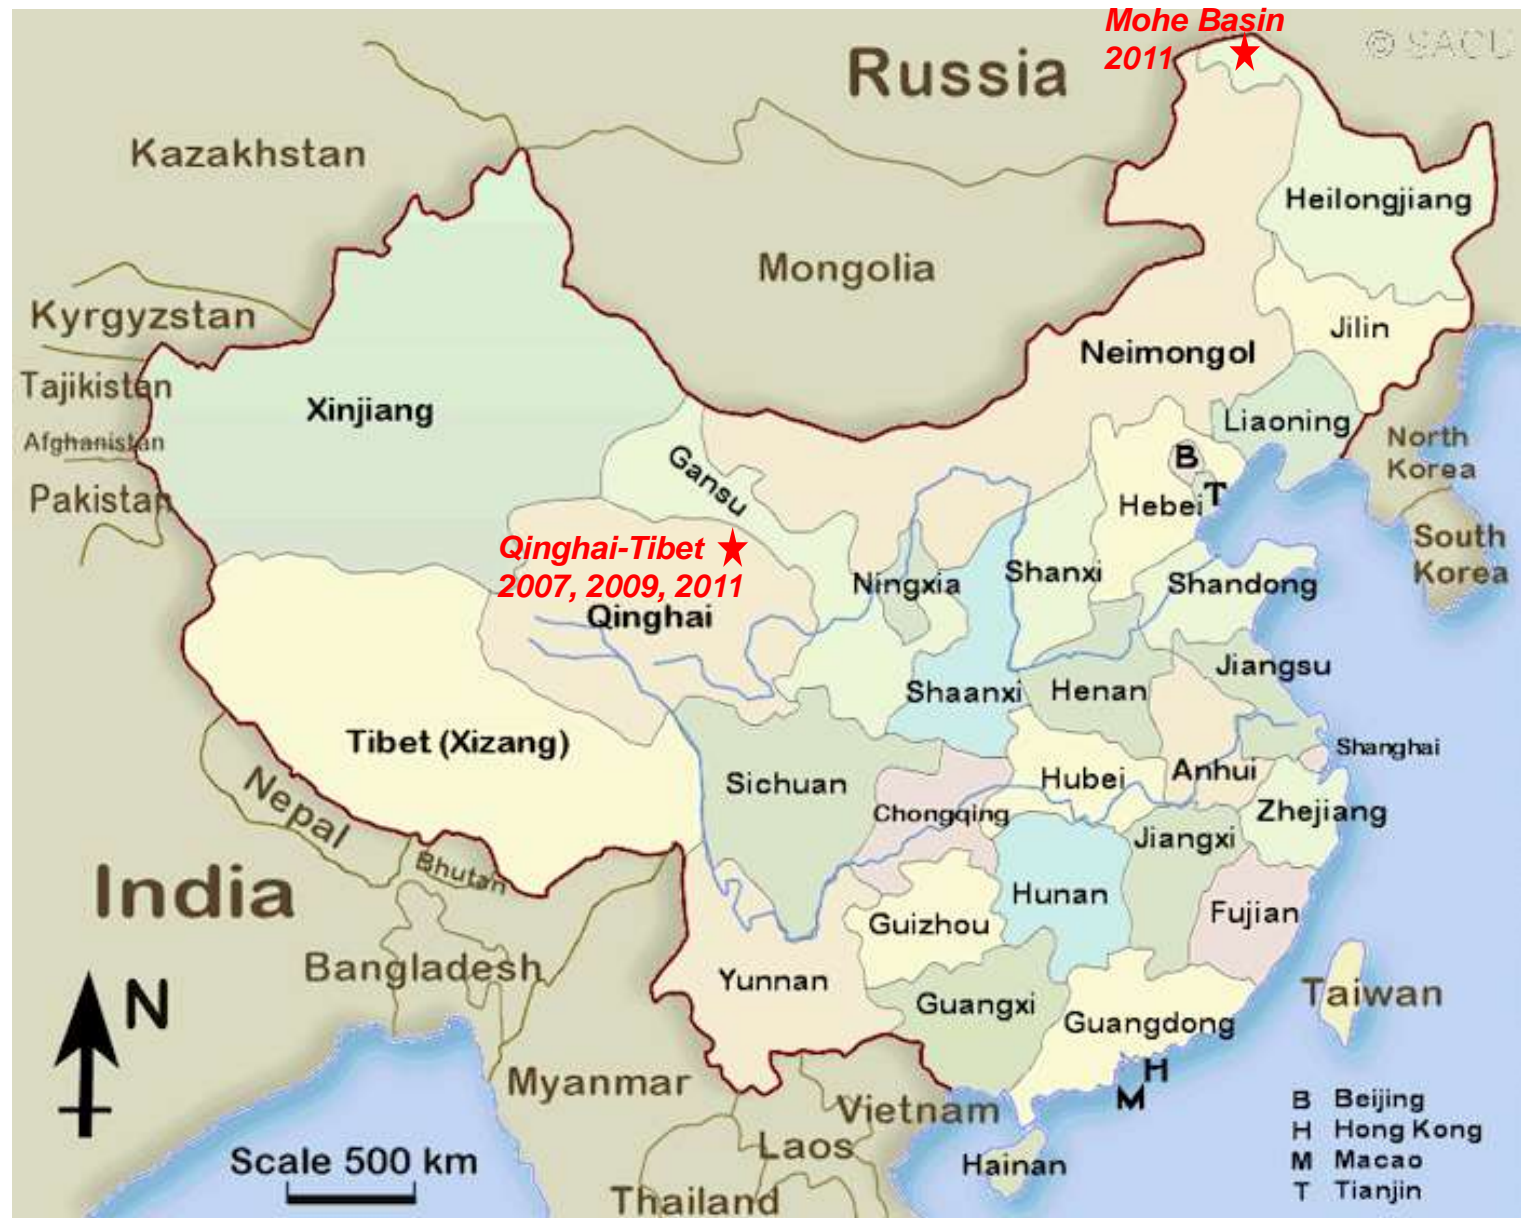 Mohe Basin
2011
© SACU
Russia
Kazakhstan
Heilongjiang
Mongolia
Kyrgyzstan
Jilin
Neimongol
Tajikistan
Xinjiang
Liaoning
Afghanistan
North
Korea
Gansu
B
Pakistan
Hebei
T
Qinghai-Tibet
2007, 2009, 2011
South
Korea
Ningxia
Shanxi
Shandong
Qinghai
Jiangsu
Shaanxi
Henan
Tibet (Xizang)
Shanghai
Sichuan
Hubei
Anhui
Nepal
Chongqing
Zhejiang
Jiangxi
Bhutan
India
Hunan
Guizhou
Fujian
Bangladesh
Yunnan
Taiwan
N
Guangxi
Guangdong
H
Myanmar
M
Vietnam
B Beijing
Laos
H Hong Kong
Scale 500 km
Hainan
M Macao
Thailand
T Tianjin